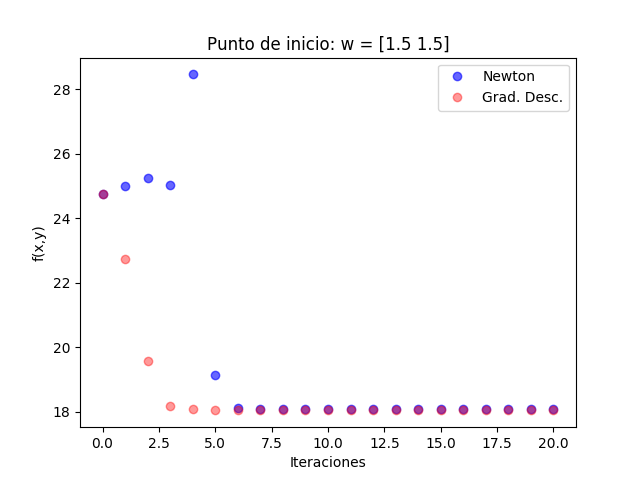 Punto de inicio: w = [1.5 1.5]
Newton
Grad. Desc.
f(x,y)
28
26
24
22
20
18
0.0 2.5 5.0 7.5 10.0 12.5 15.0 17.5 20.0
Iteraciones